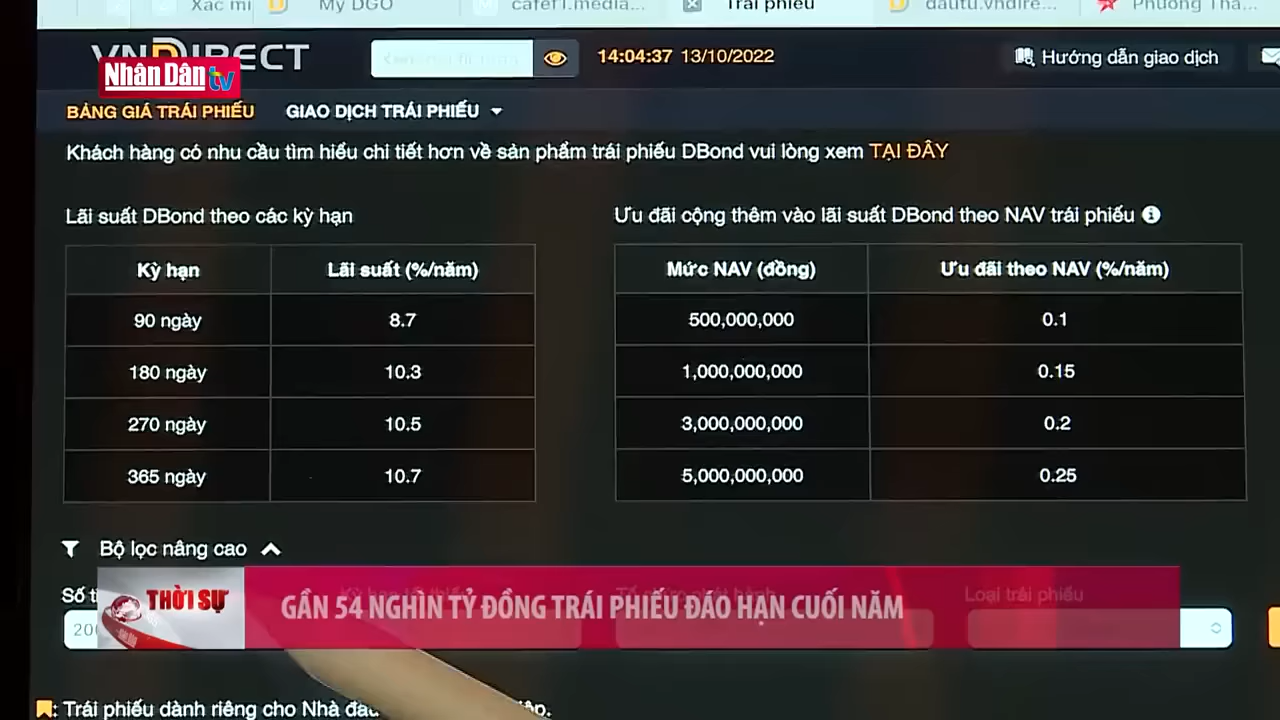 Xác mi
My DGO
cafef1.media...
Trái phiếu
dautu.vndire...
Phương Thả...
VNDIRECT
14:04:37 13/10/2022
Hướng dẫn giao dịch
Nhân Dân tv
BẢNG GIÁ TRÁI PHIẾU
GIAO DỊCH TRÁI PHIẾU
Khách hàng có nhu cầu tìm hiểu chi tiết hơn về sản phẩm trái phiếu DBond vui lòng xem TẠI ĐÂY
Lãi suất DBond theo các kỳ hạn
Ưu đãi cộng thêm vào lãi suất DBond theo NAV trái phiếu
Kỳ hạn Lãi suất (%/năm) Mức NAV (đồng) Ưu đãi theo NAV (%/năm)
90 ngày 8.7 500,000,000 0.1
180 ngày 10.3 1,000,000,000 0.15
270 ngày 10.5 3,000,000,000 0.2
365 ngày 10.7 5,000,000,000 0.25
Bộ lọc nâng cao
Số
Loại trái phiếu
THỜI SỰ
GẦN 54 NGHÌN TỶ ĐỒNG TRÁI PHIẾU ĐÁO HẠN CUỐI NĂM
: Trái phiếu dành riêng cho Nhà đầu